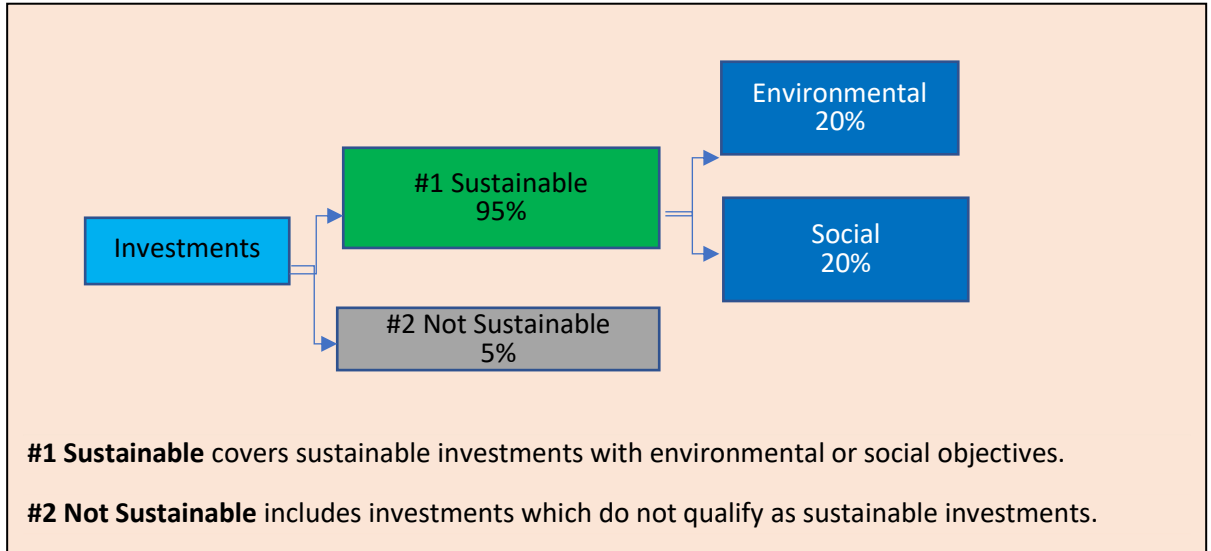 Environmental
20%
#1 Sustainable
95%
Social
20%
Investments
#2 Not Sustainable
5%
#1 Sustainable covers sustainable investments with environmental or social objectives.
#2 Not Sustainable includes investments which do not qualify as sustainable investments.